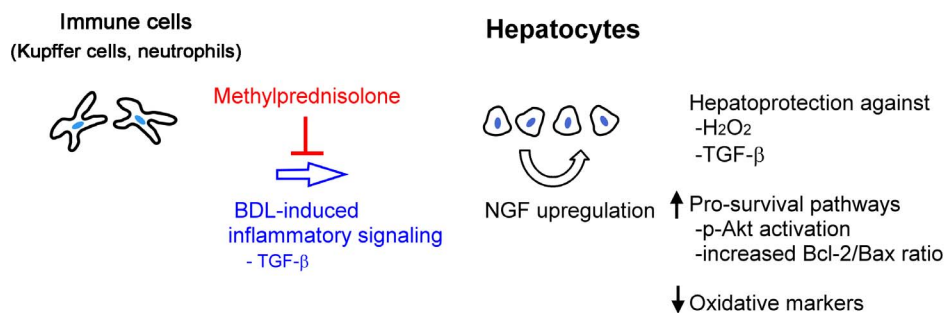 Immune cells
(Kupffer cells, neutrophils)
Methylprednisolone
BDL-induced
inflammatory signaling
- TGF-β
Hepatocytes
NGF upregulation
Hepatoprotection against
-H₂O₂
-TGF-β
Pro-survival pathways
-p-Akt activation
-increased Bcl-2/Bax ratio
Oxidative markers